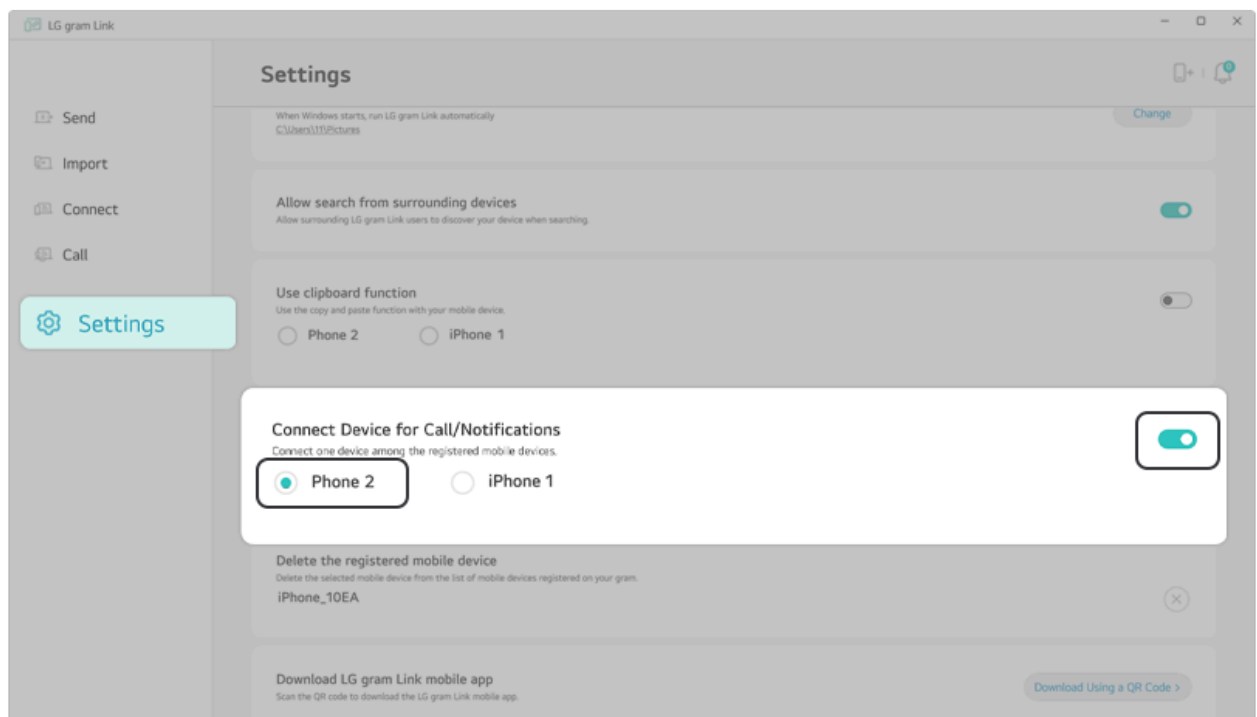 LG gram Link
Settings
0
Send
Import
Connect
Call
Settings
When Windows starts, run LG gram Link automatically
C:\Users\11\Pictures
Change
Allow search from surrounding devices
Allow surrounding LG gram Link users to discover your device when searching.
Use clipboard function
Use the copy and paste function with your mobile device.
Phone 2
iPhone 1
Connect Device for Call/Notifications
Connect one device among the registered mobile devices.
Phone 2
iPhone 1
Delete the registered mobile device
Delete the selected mobile device from the list of mobile devices registered on your gram.
iPhone_10EA
Download LG gram Link mobile app
Scan the QR code to download the LG gram Link mobile app.
Download Using a QR Code >